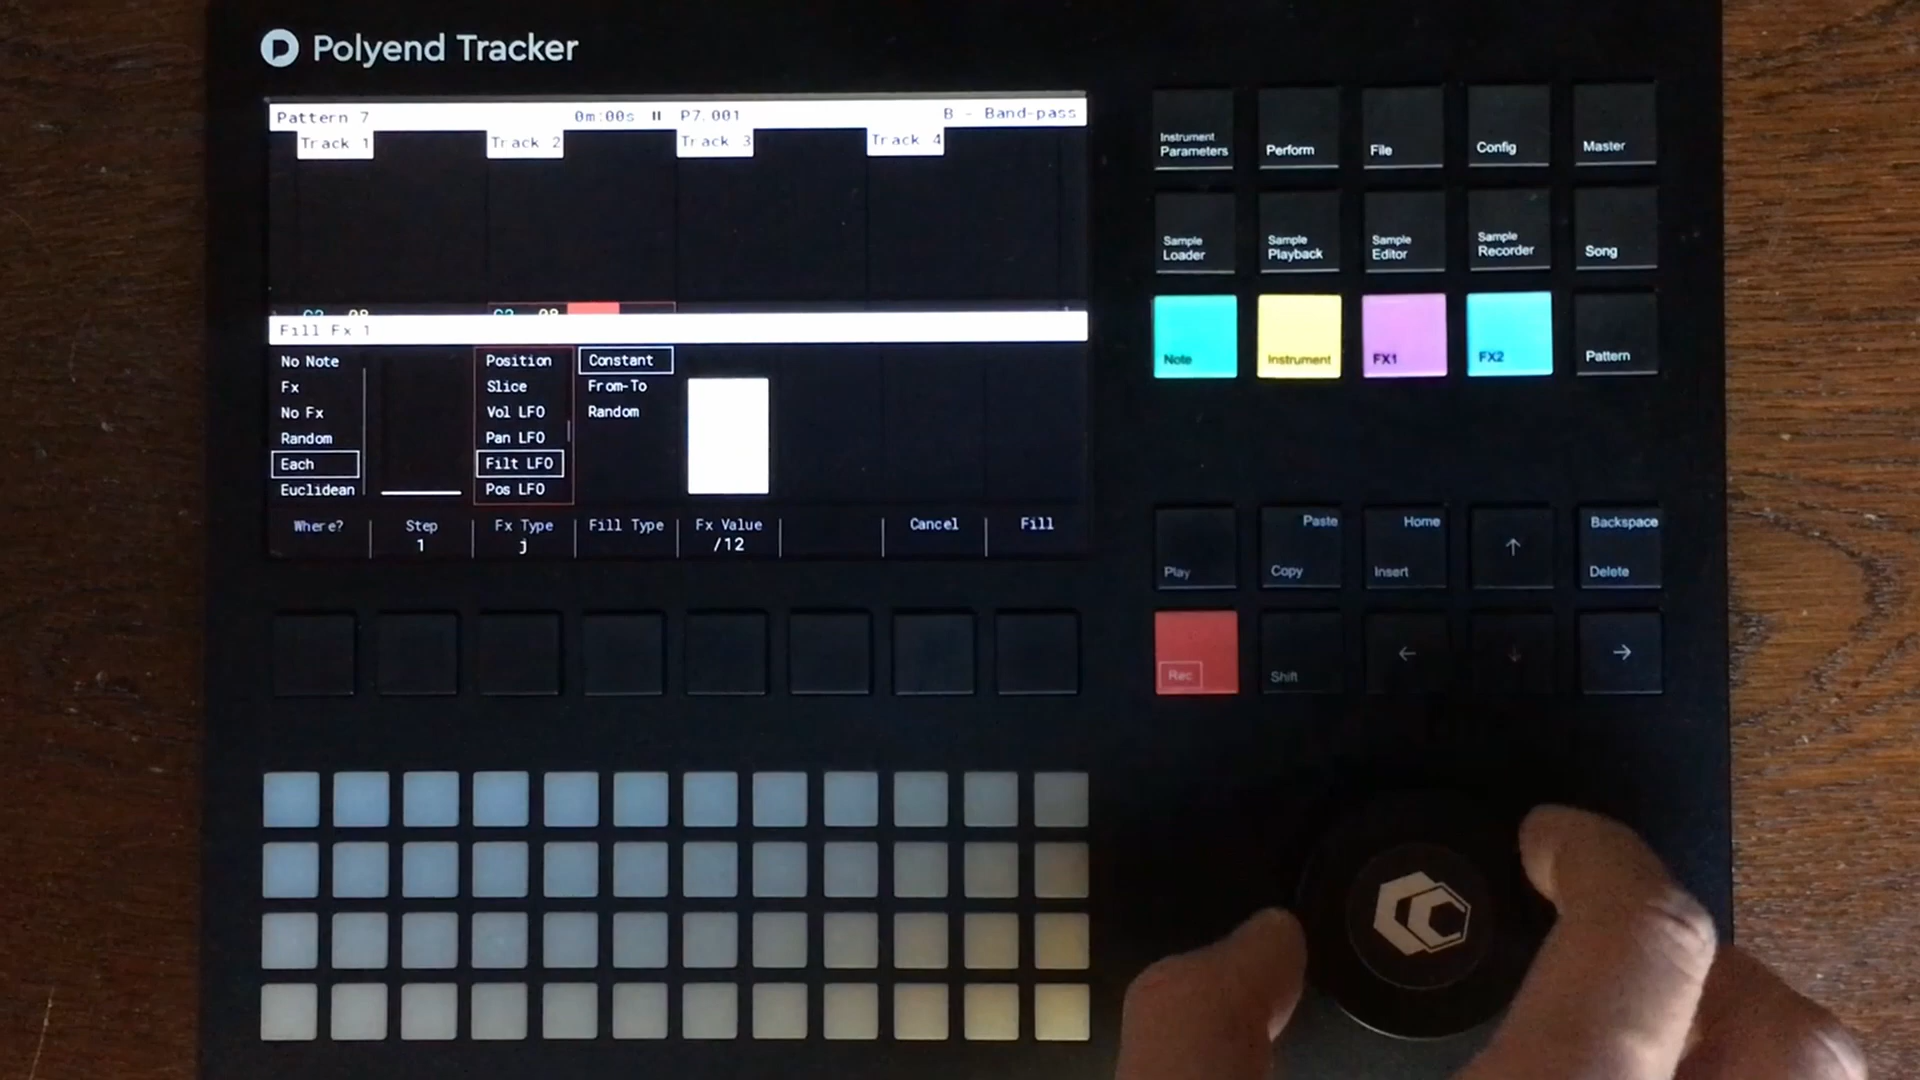 Polyend Tracker
Pattern 7 0m:00s P7.001 B - Band-pass
Track 1 Track 2 Track 3 Track 4
C3 08 C3 08
Fill Fx 1
No Note Position Constant
Fx Slice From-To
No Fx Vol LFO Random
Random Pan LFO
Each Filt LFO
Euclidean Pos LFO
Where? Step Fx Type Fill Type Fx Value Cancel Fill
1 j /12
Instrument Parameters
Perform
File
Config
Master
Sample Loader
Sample Playback
Sample Editor
Sample Recorder
Song
Note
Instrument
FX1
FX2
Pattern
Play
Paste
Copy
Home
Insert
↑
Backspace
Delete
Rec
Shift
←
↓
→